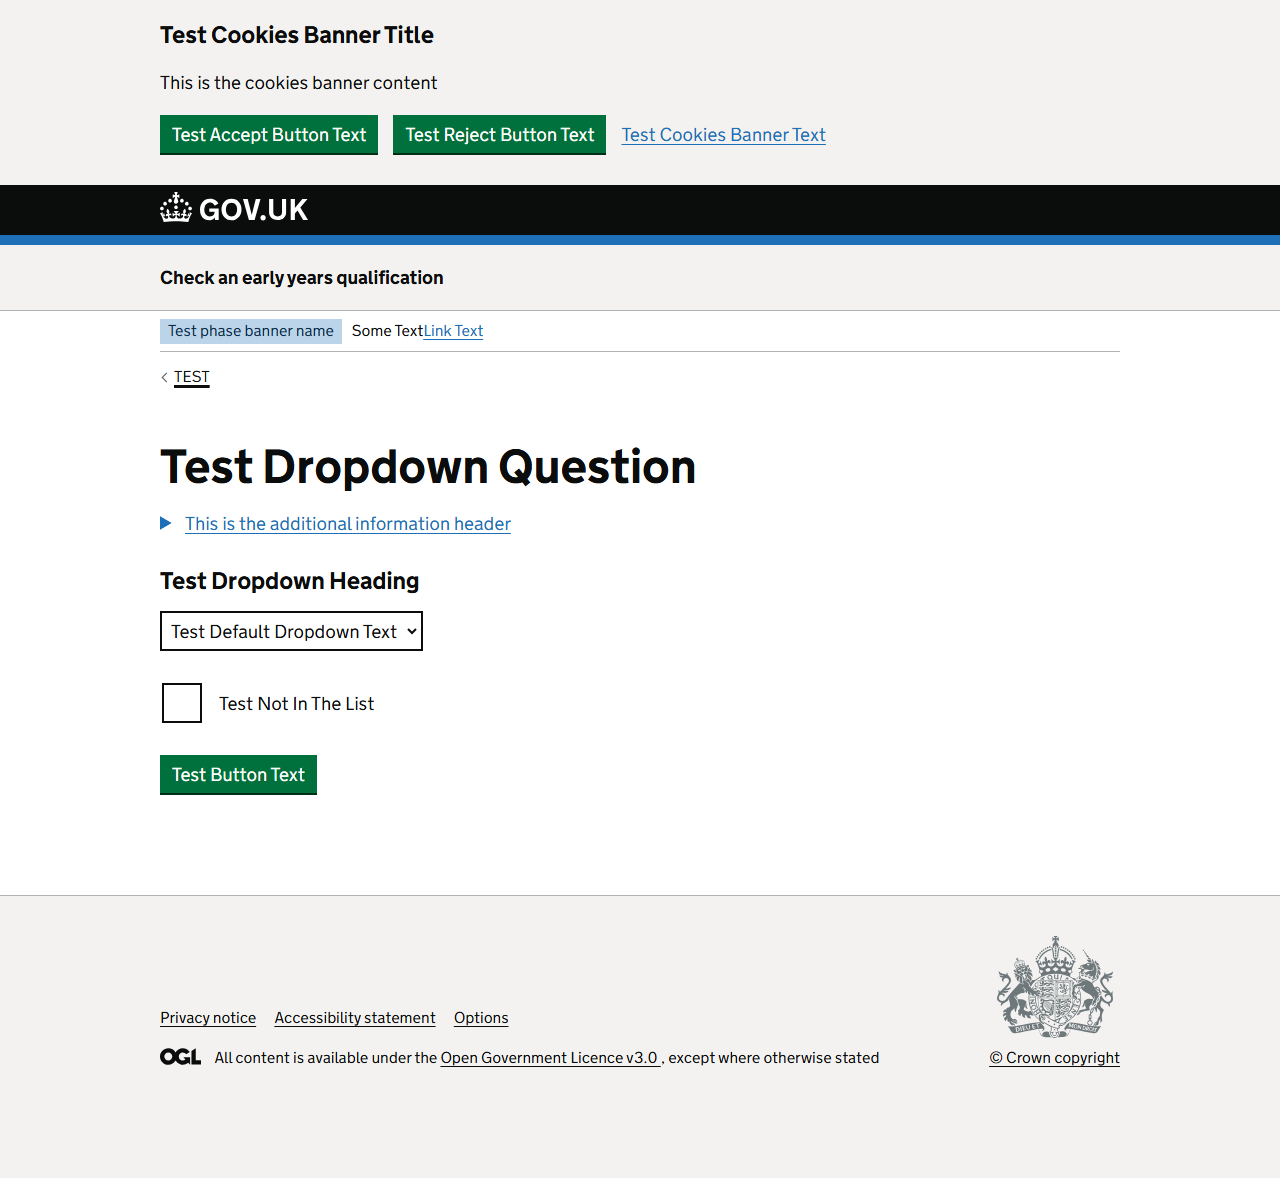 Test Cookies Banner Title
This is the cookies banner content
Test Accept Button Text Test Reject Button Text Test Cookies Banner Text
GOV.UK
Check an early years qualification
Test phase banner name Some TextLink Text
TEST
Test Dropdown Question
This is the additional information header
Test Dropdown Heading
Test Default Dropdown Text
Test Not In The List
Test Button Text
DIEU ET MON DROIT
Privacy notice Accessibility statement Options
OGL All content is available under the Open Government Licence v3.0 , except where otherwise stated © Crown copyright